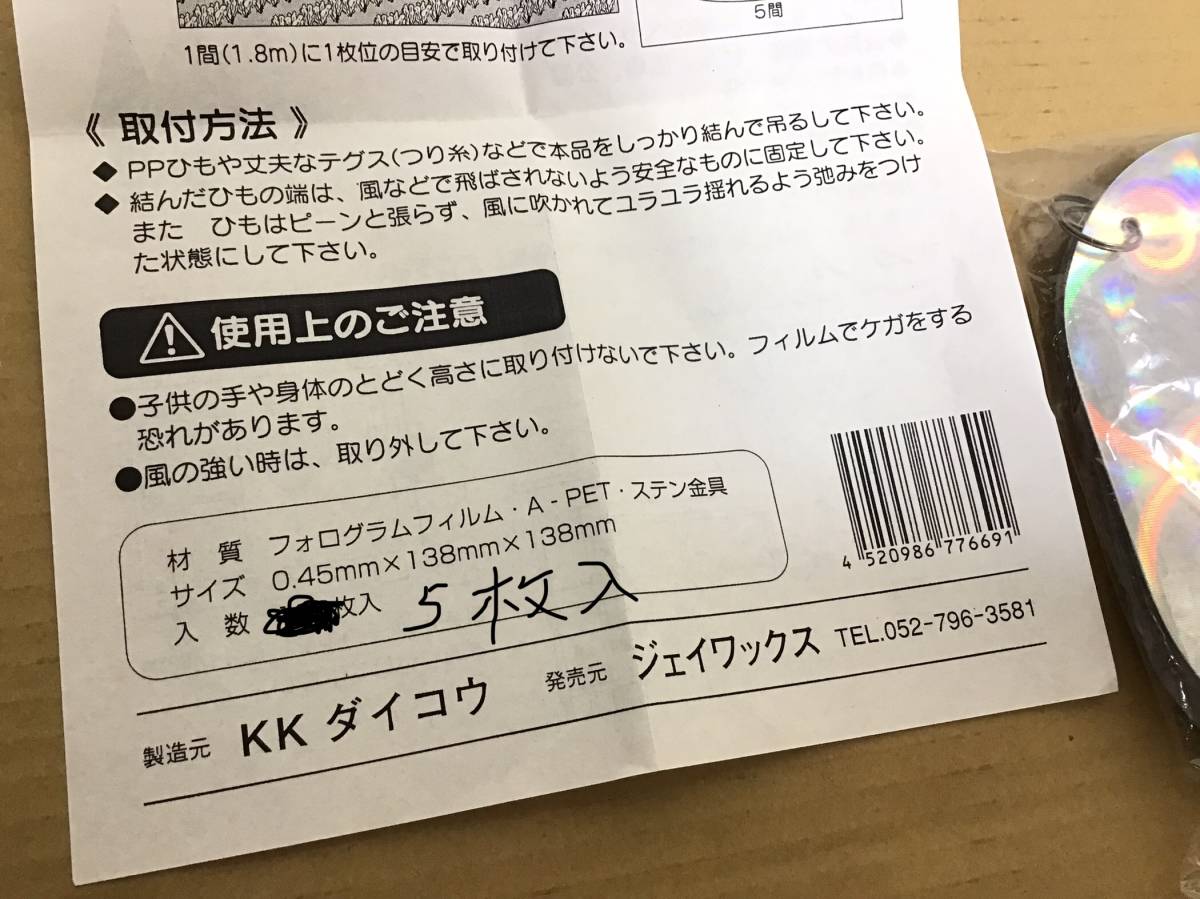 5間
1間(1.8m)に1枚位の目安で取り付けて下さい。
《 取付方法 》
◆ PPひもや丈夫なテグス(つり糸)などで本品をしっかり結んで吊るして下さい。
◆ 結んだひもの端は、風などで飛ばされないよう安全なものに固定して下さい。
また　ひもはピーンと張らず、風に吹かれてユラユラ揺れるよう弛みをつけ
た状態にして下さい。
使用上のご注意
●子供の手や身体のとどく高さに取り付けないで下さい。フィルムでケガをする
恐れがあります。
●風の強い時は、取り外して下さい。
材　質　フォログラムフィルム・A-PET・ステン金具
サイズ　0.45mm×138mm×138mm
入　数　枚入　5枚入
4 520986 776691
製造元　KK ダイコウ　発売元　ジェイワックス　TEL.052-796-3581